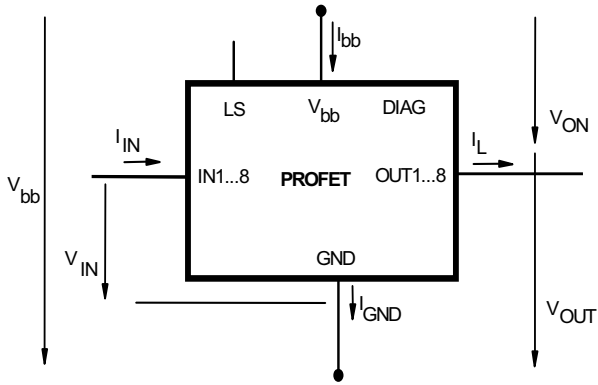 I_bb
LS V_bb DIAG
V_ON
I_IN I_L
IN1...8 PROFET OUT1...8
V_bb
V_IN
GND
I_GND
V_OUT